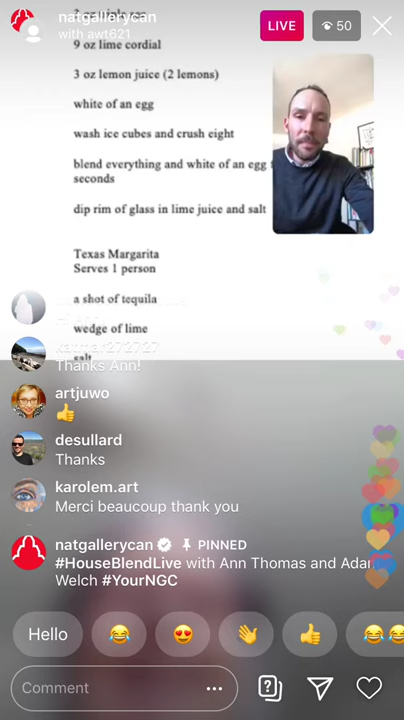 natgallerycan
with awt621
LIVE
50
9 oz lime cordial
3 oz lemon juice (2 lemons)
white of an egg
wash ice cubes and crush eight
blend everything and white of an egg
seconds
dip rim of glass in lime juice and salt
Texas Margarita
Serves 1 person
a shot of tequila
wedge of lime
salt
katmar272727
Thanks Ann!
artjuwo
👍
desullard
Thanks
karolem.art
Merci beaucoup thank you
natgallerycan PINNED
#HouseBlendLive with Ann Thomas and Adam
Welch #YourNGC
Hello 😂 😍 👋 👍 😂😂
Comment